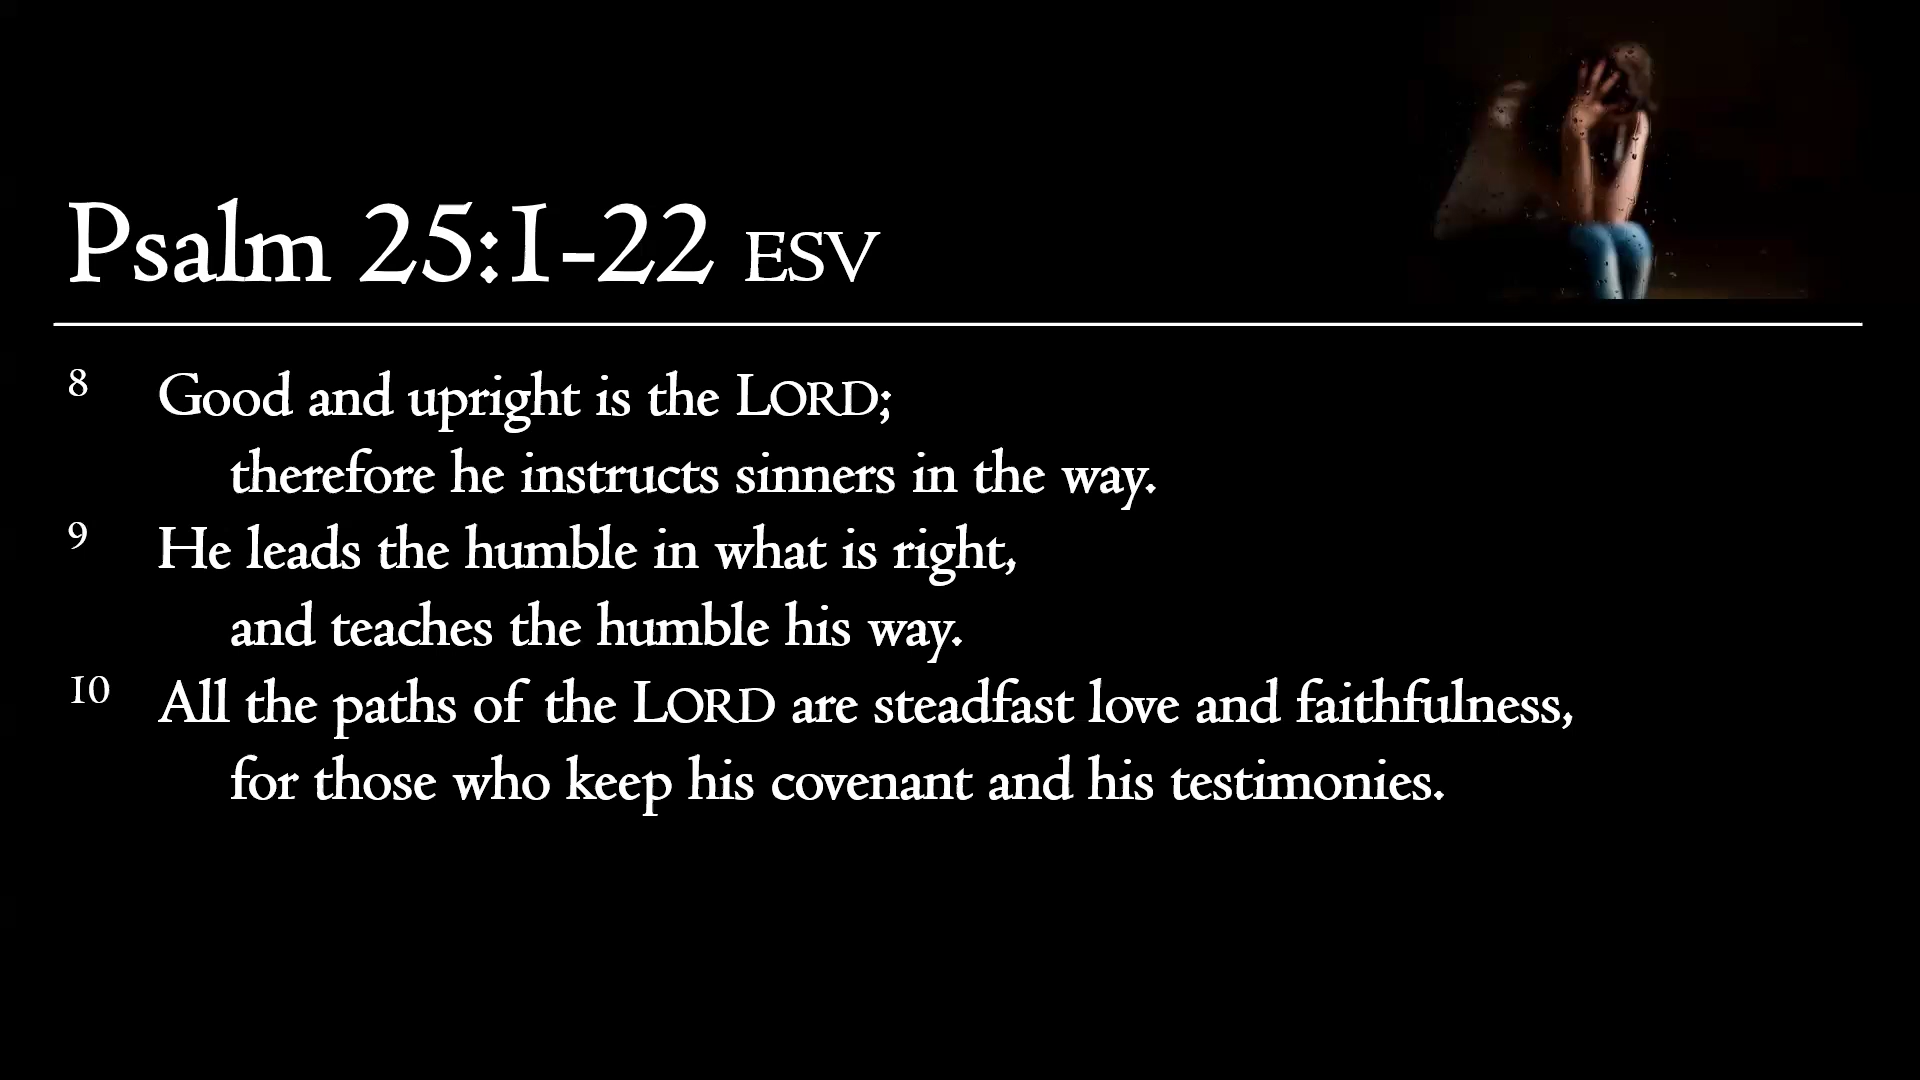 Psalm 25:1-22 ESV
8 Good and upright is the LORD;
therefore he instructs sinners in the way.
9 He leads the humble in what is right,
and teaches the humble his way.
10 All the paths of the LORD are steadfast love and faithfulness,
for those who keep his covenant and his testimonies.